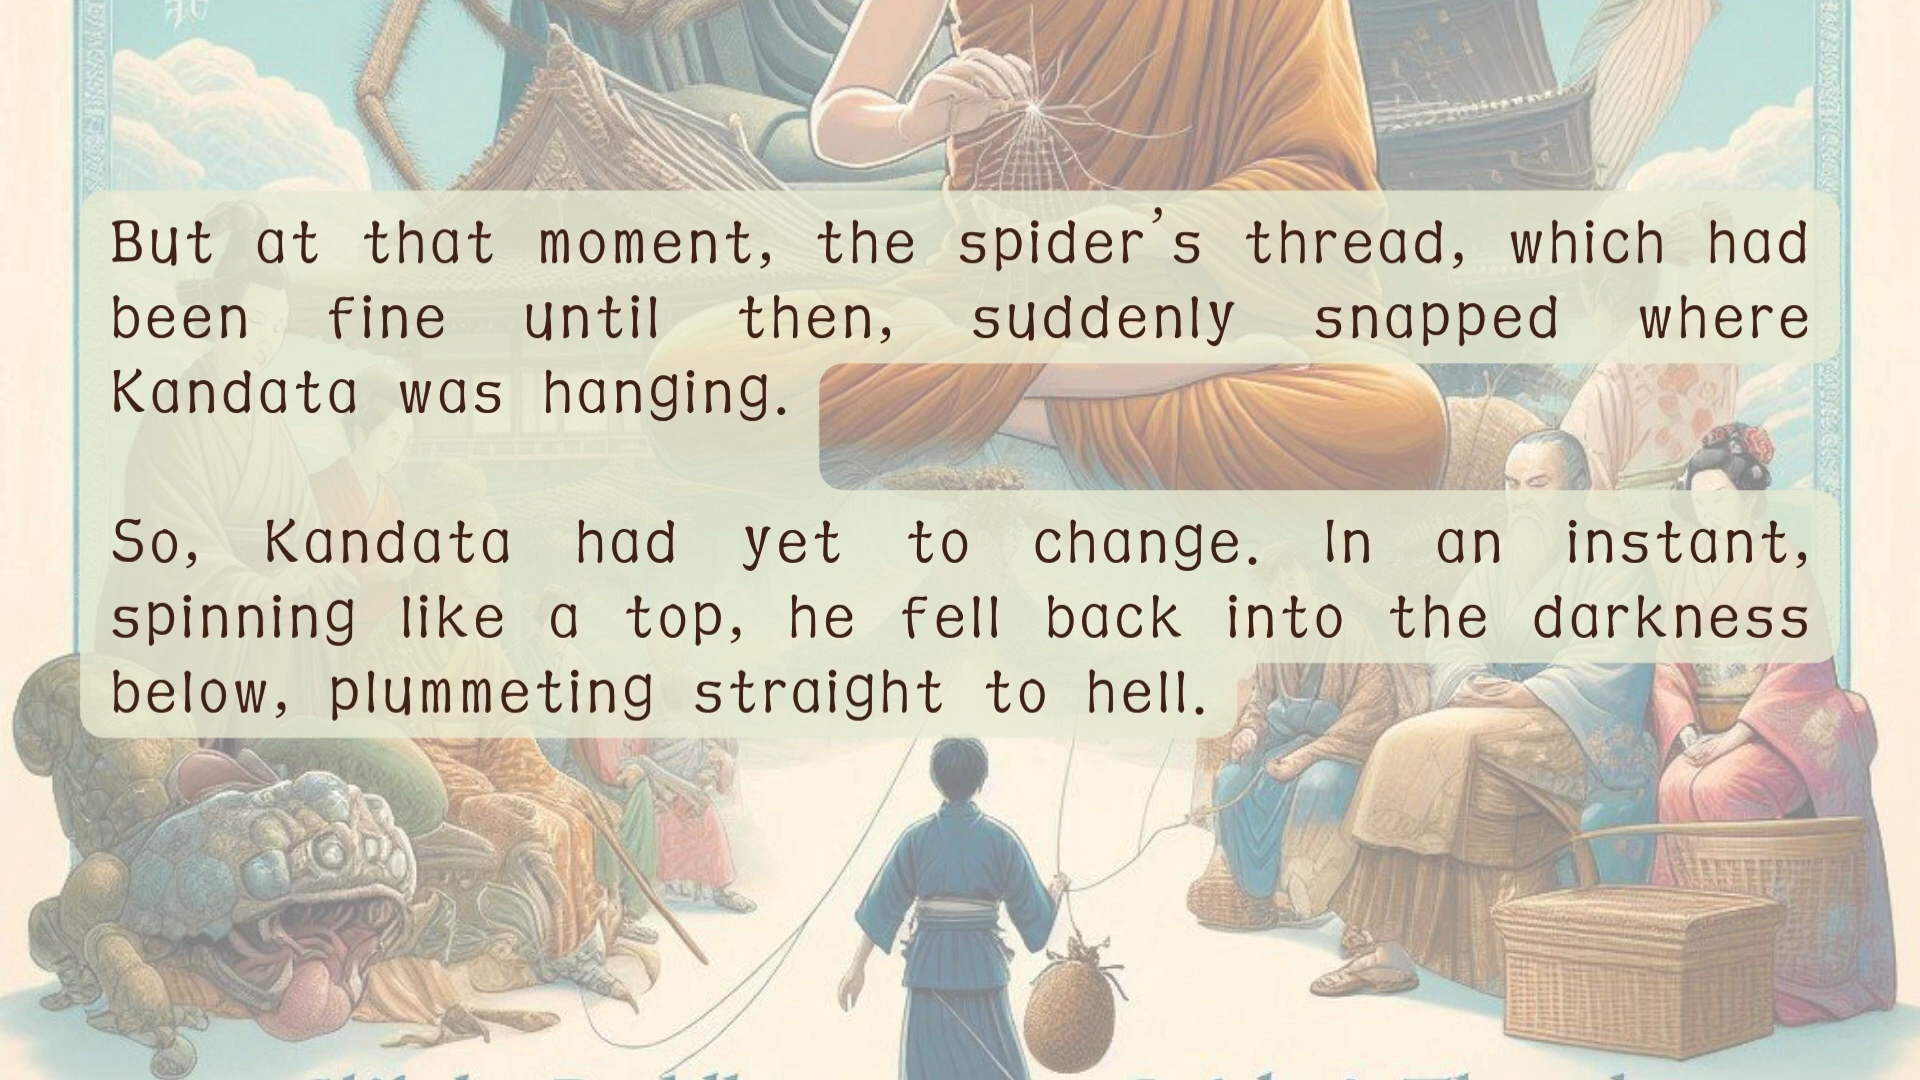 But at that moment, the spider's thread, which had
been fine until then, suddenly snapped where
Kandata was hanging.
So, Kandata had yet to change. In an instant,
spinning like a top, he fell back into the darkness
below, plummeting straight to hell.